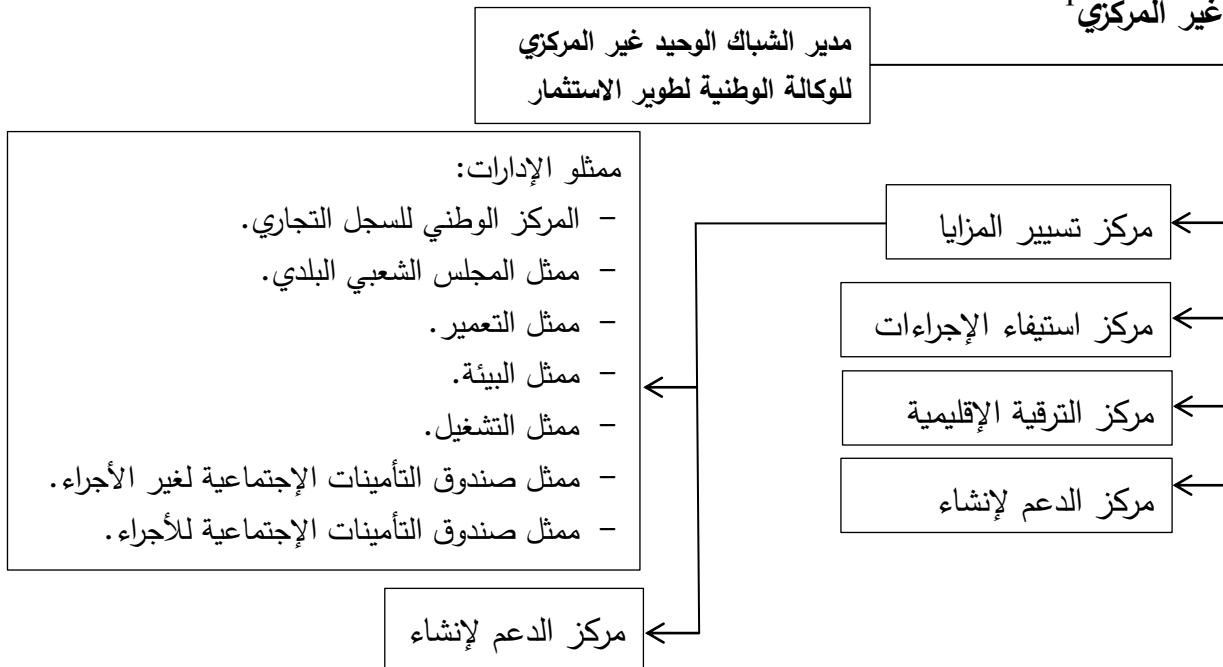 غير المركزي1
مدير الشباك الوحيد غير المركزي
للوكالة الوطنية لطوير الاستثمار
ممثلو الإدارات:
- المركز الوطني للسجل التجاري.
- ممثل المجلس الشعبي البلدي.
- ممثل التعمير.
- ممثل البيئة.
- ممثل التشغيل.
- ممثل صندوق التأمينات الإجتماعية لغير الأجراء.
- ممثل صندوق التأمينات الإجتماعية للأجراء.
مركز تسيير المزايا
مركز استيفاء الإجراءات
مركز الترقية الإقليمية
مركز الدعم لإنشاء
مركز الدعم لإنشاء